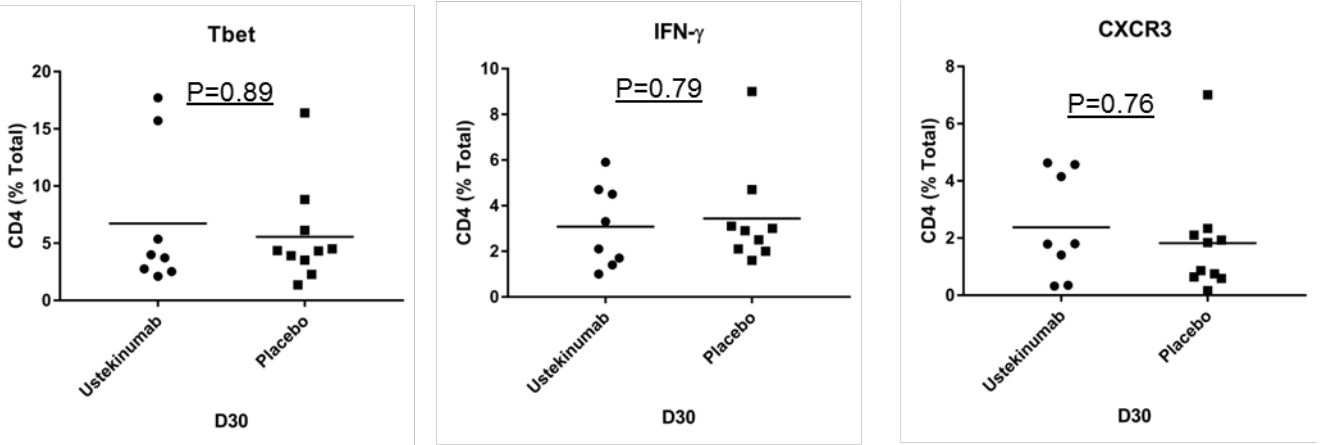 Tbet
P=0.89
20
15
10
5
0
CD4 (% Total)
Ustekinumab
Placebo
D30
IFN-γ
P=0.79
10
8
6
4
2
0
CD4 (% Total)
Ustekinumab
Placebo
D30
CXCR3
P=0.76
8
6
4
2
0
CD4 (% Total)
Ustekinumab
Placebo
D30